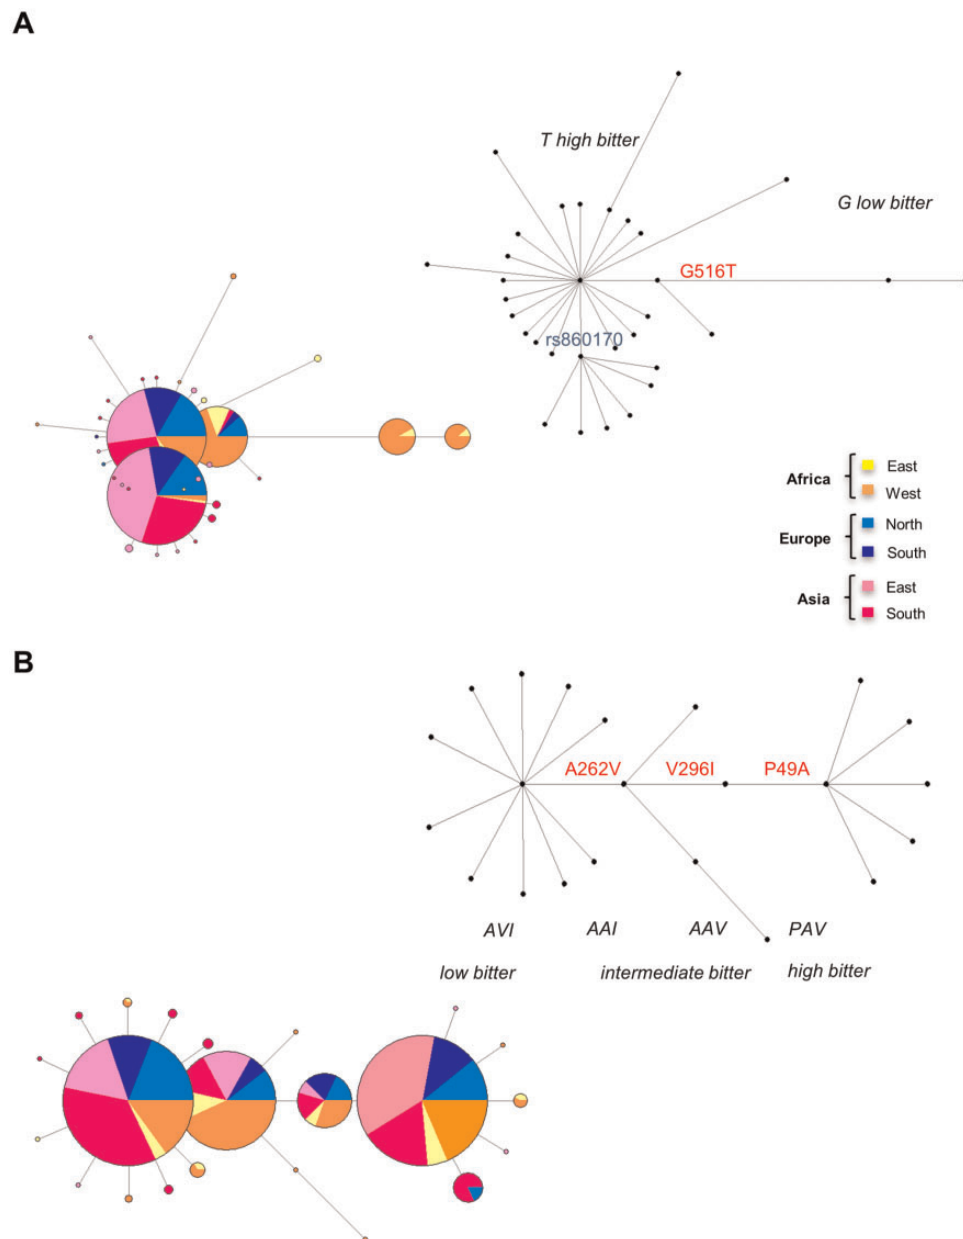 A
T high bitter
G low bitter
G516T
rs860170
Africa
East
West
Europe
North
South
Asia
East
South
B
A262V V296I P49A
AVI AAI AAV PAV
low bitter intermediate bitter high bitter